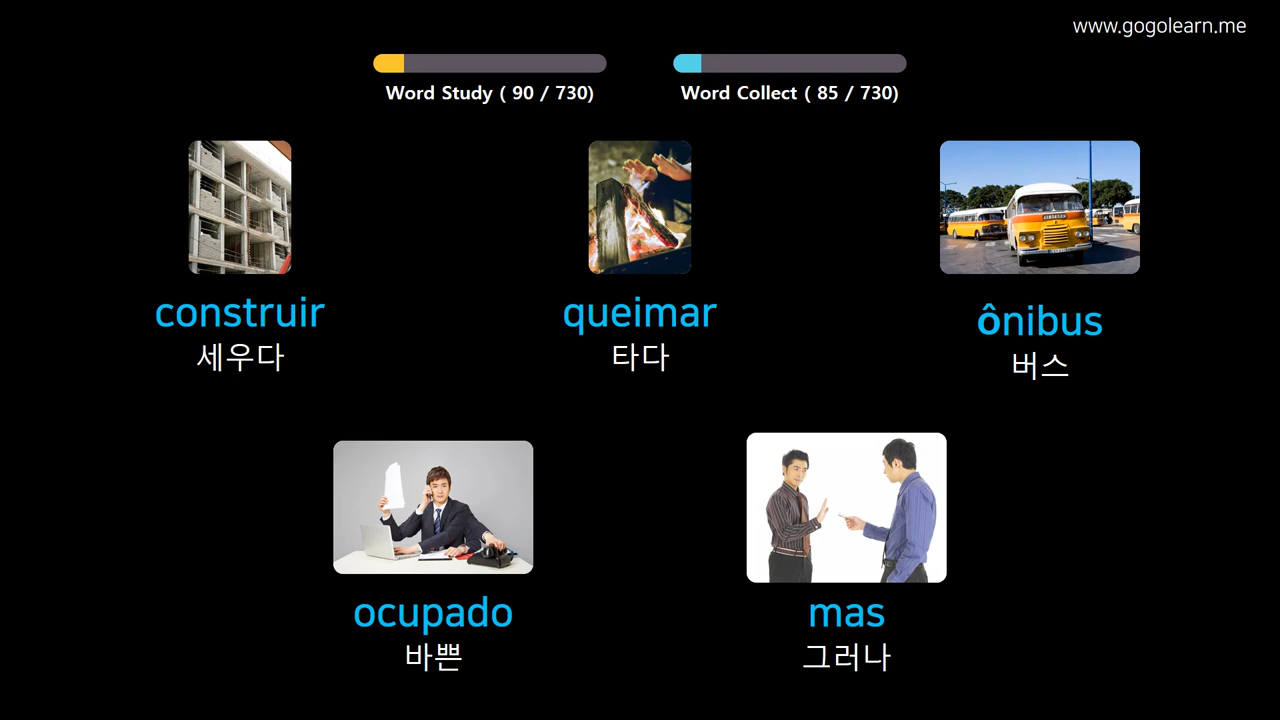 www.gogolearn.me
Word Study ( 90 / 730)
Word Collect ( 85 / 730)
construir
세우다
queimar
타다
ônibus
버스
ocupado
바쁜
mas
그러나